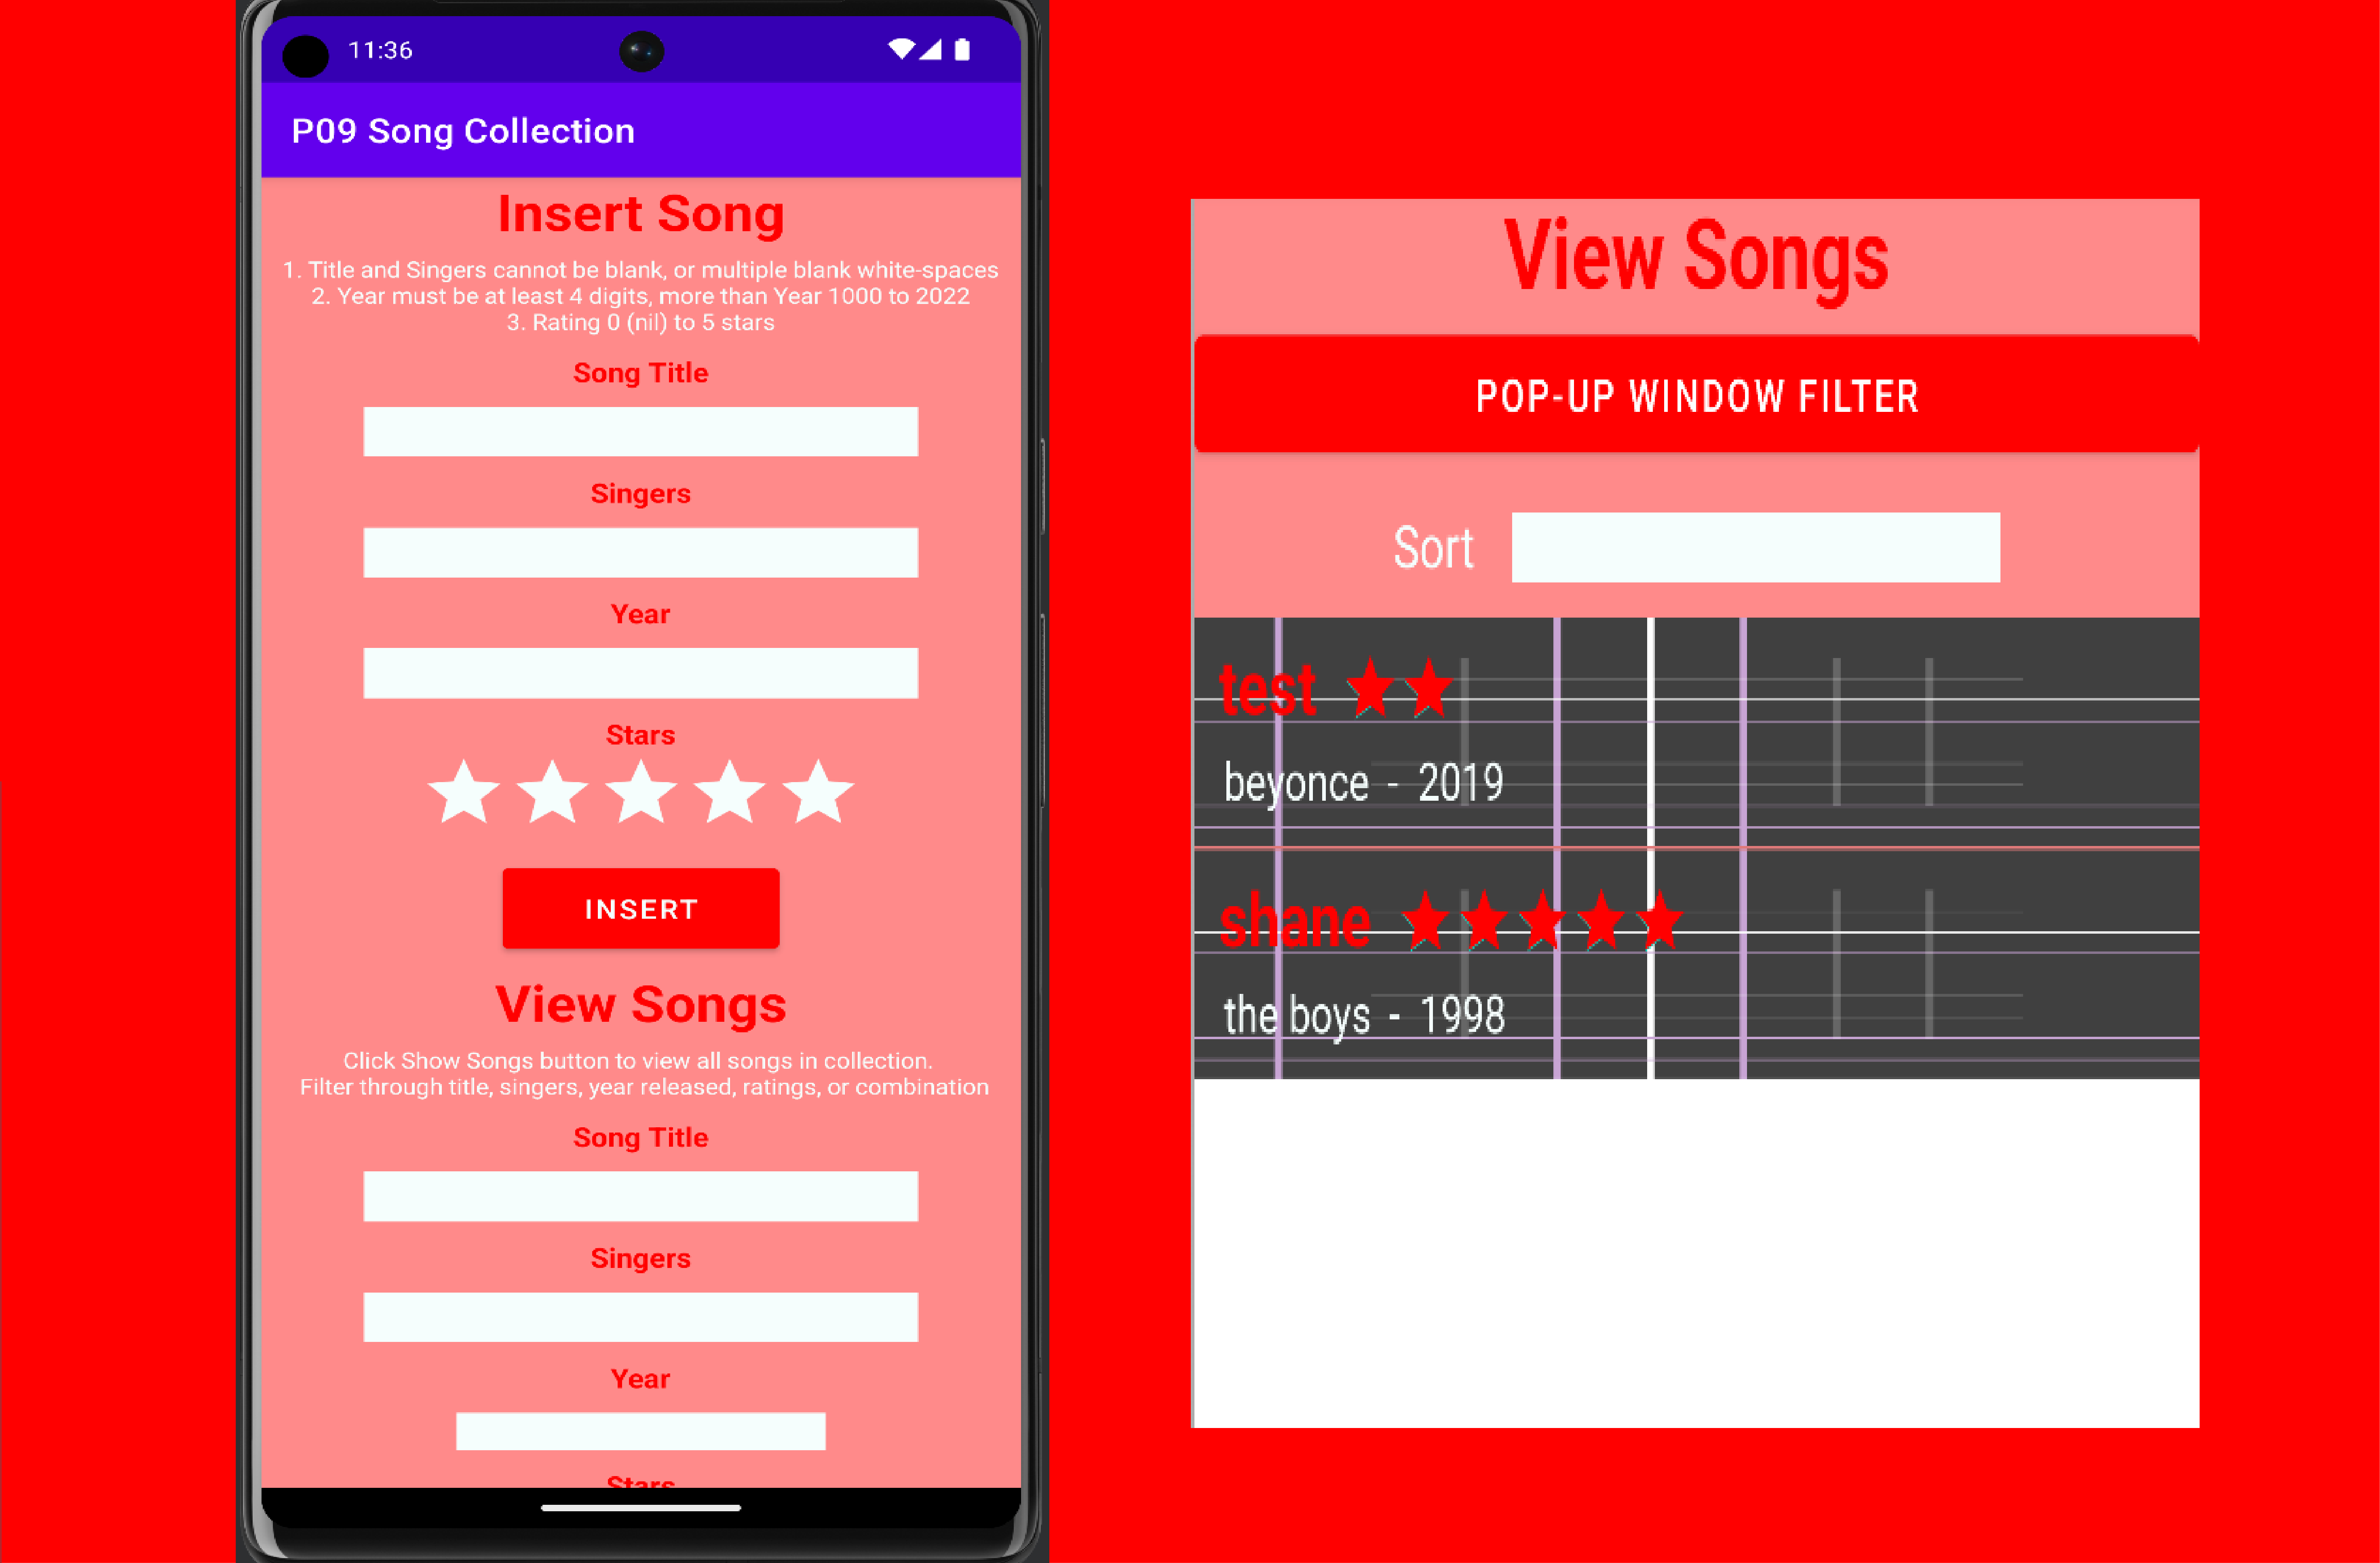 11:36
P09 Song Collection
Insert Song
1. Title and Singers cannot be blank, or multiple blank white-spaces
2. Year must be at least 4 digits, more than Year 1000 to 2022
3. Rating 0 (nil) to 5 stars
Song Title
Singers
Year
Stars
INSERT
View Songs
Click Show Songs button to view all songs in collection.
Filter through title, singers, year released, ratings, or combination
Song Title
Singers
Year
Stars
View Songs
POP-UP WINDOW FILTER
Sort
test
beyonce - 2019
shane
the boys - 1998